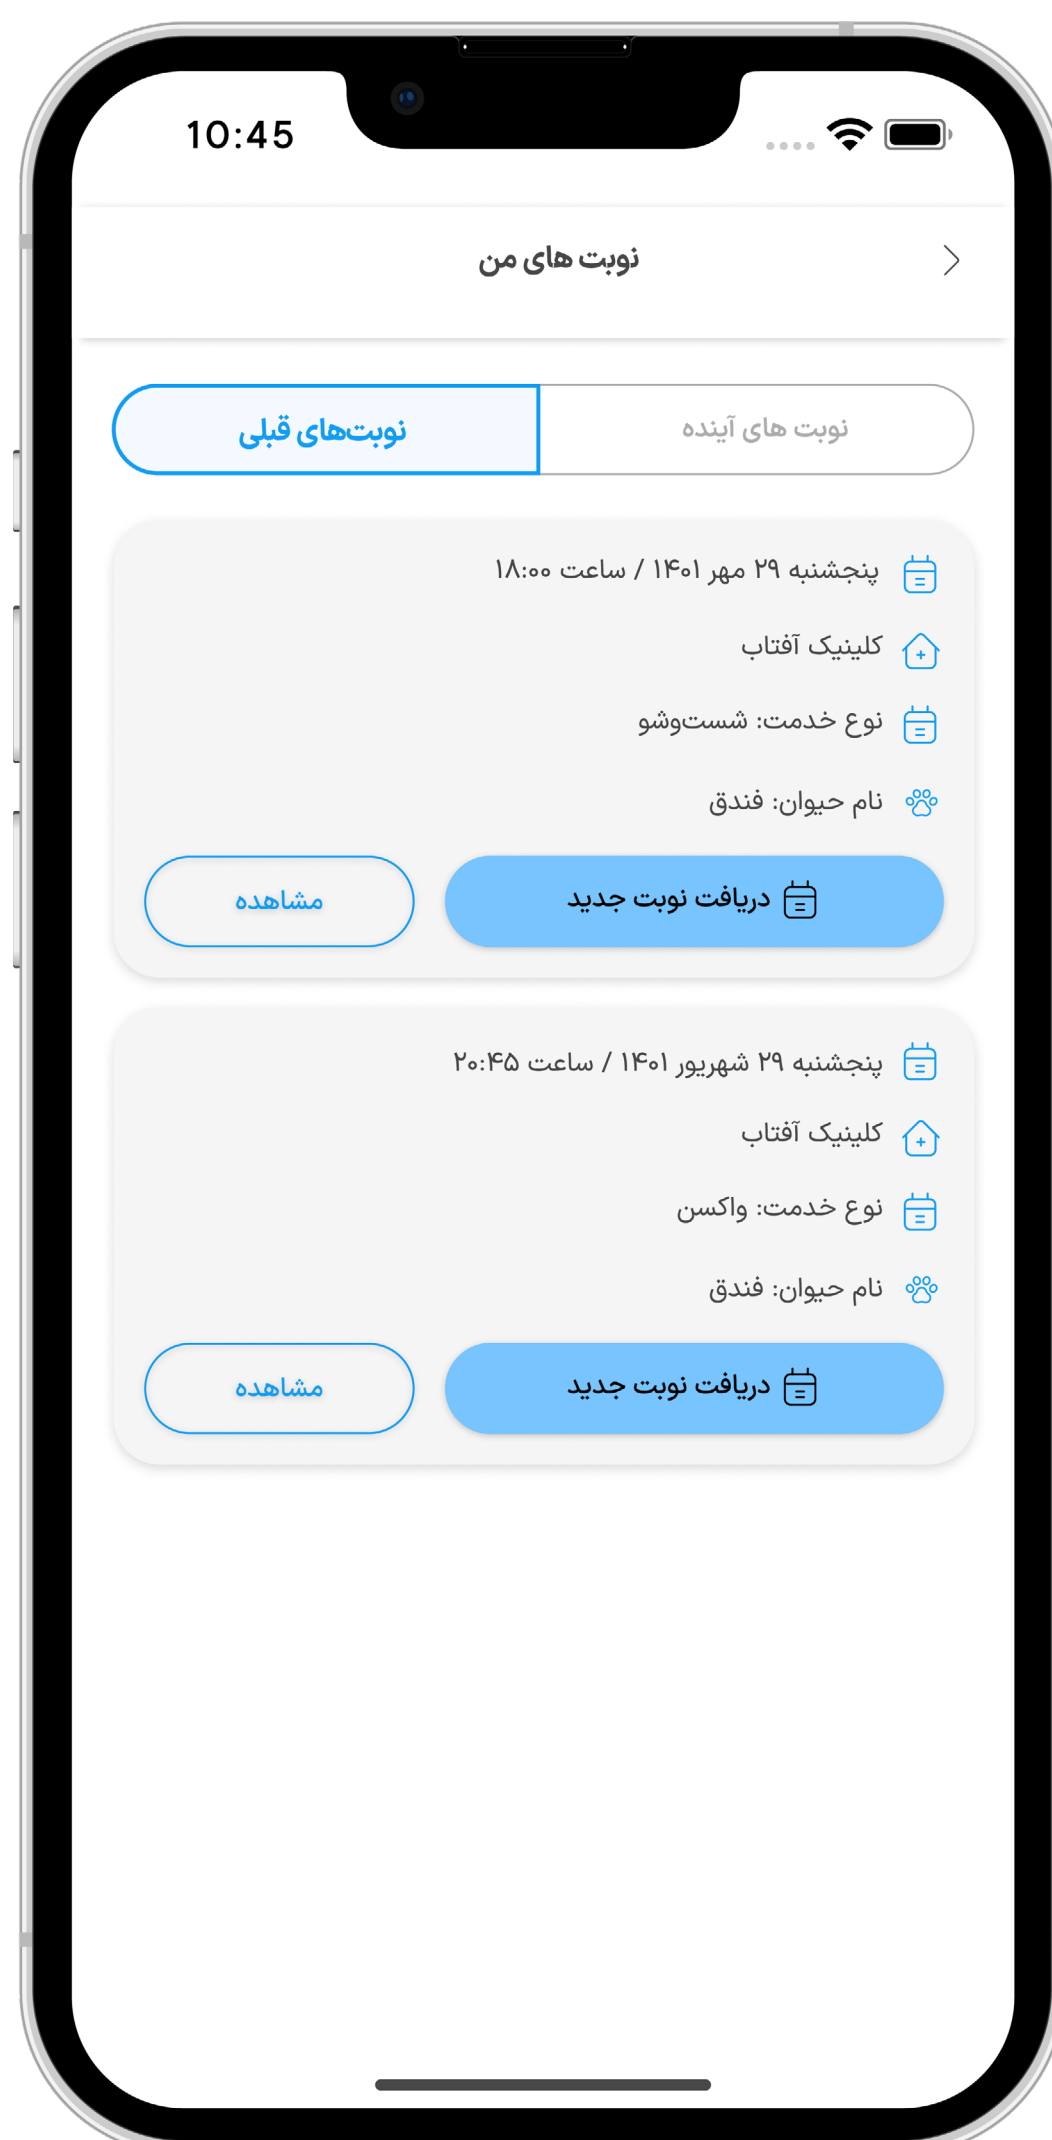 10:45
نوبت های من
نوبت های آینده
نوبت‌های قبلی
پنجشنبه ۲۹ مهر ۱۴۰۱ / ساعت ۱۸:۰۰
کلینیک آفتاب
نوع خدمت: شست‌وشو
نام حیوان: فندق
دریافت نوبت جدید
مشاهده
پنجشنبه ۲۹ شهریور ۱۴۰۱ / ساعت ۲۰:۴۵
کلینیک آفتاب
نوع خدمت: واکسن
نام حیوان: فندق
دریافت نوبت جدید
مشاهده